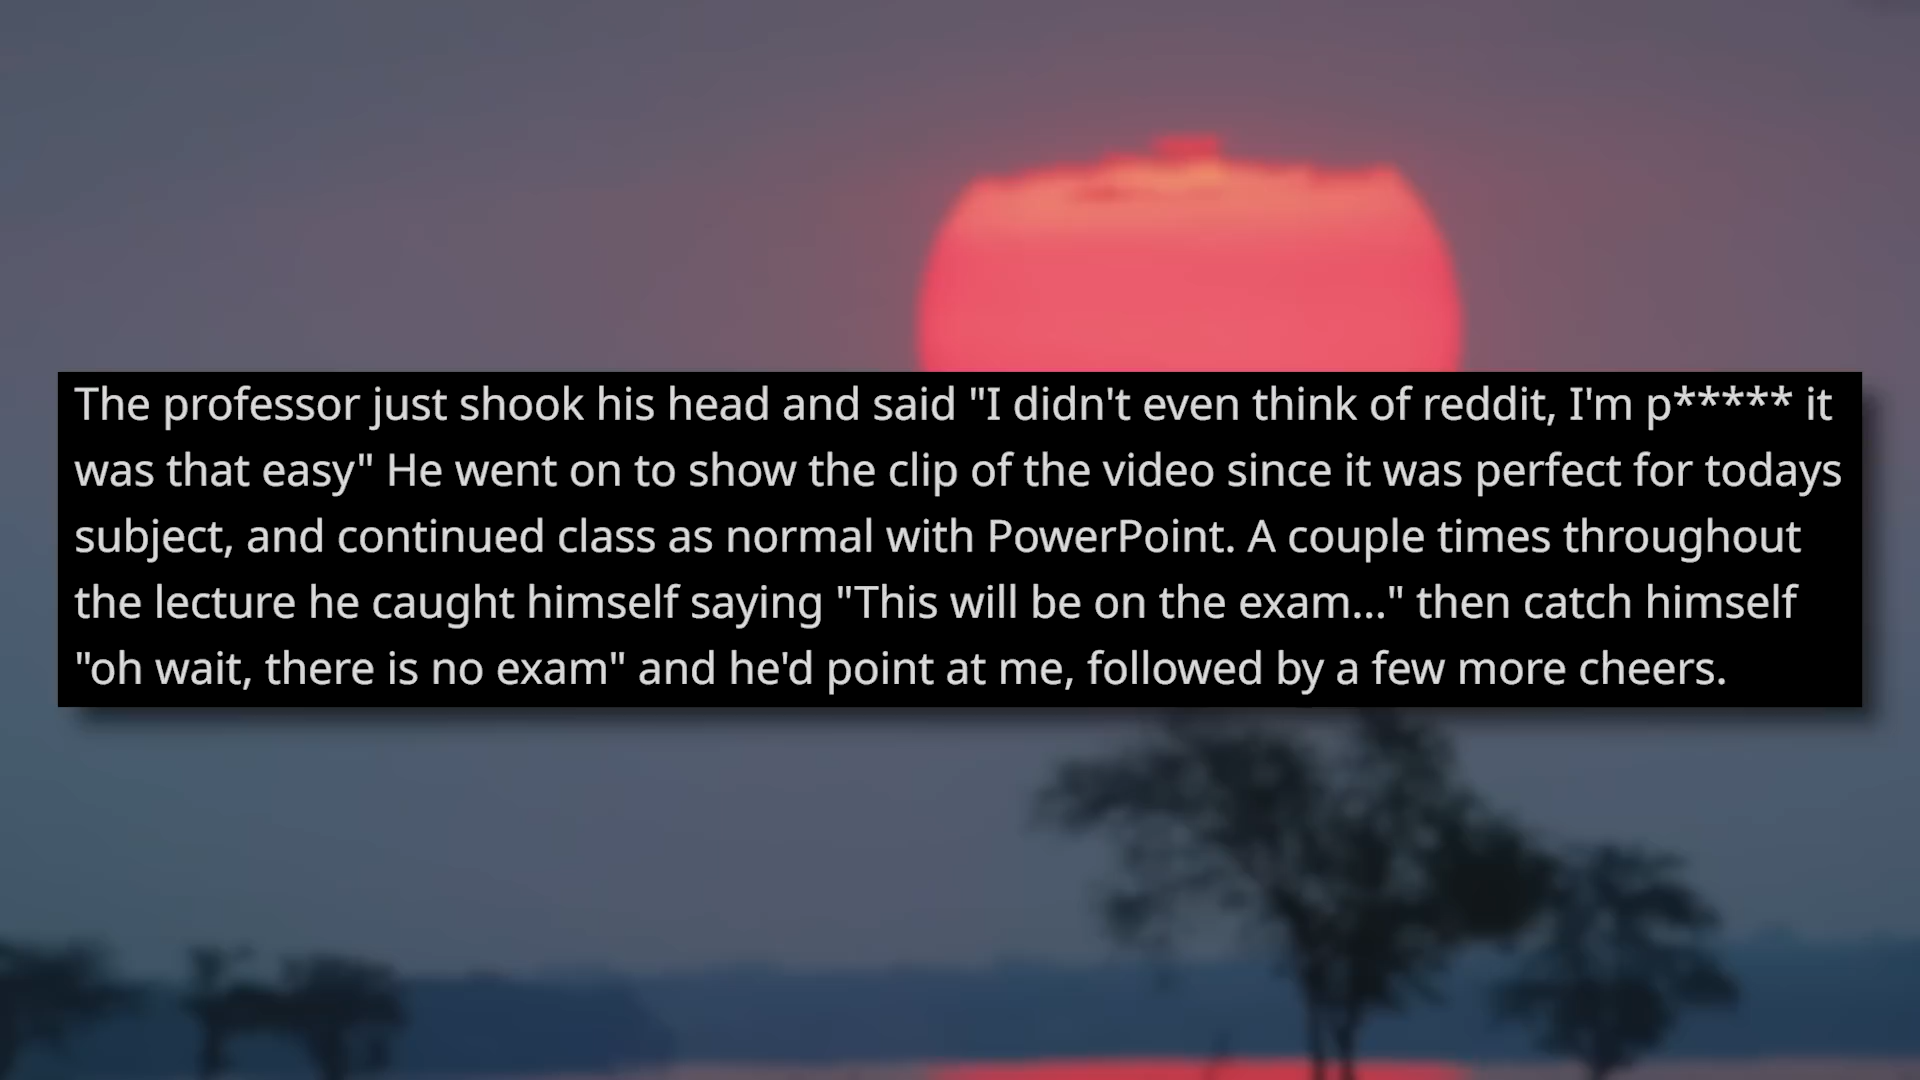 The professor just shook his head and said "I didn't even think of reddit, I'm p***** it
was that easy" He went on to show the clip of the video since it was perfect for todays
subject, and continued class as normal with PowerPoint. A couple times throughout
the lecture he caught himself saying "This will be on the exam..." then catch himself
"oh wait, there is no exam" and he'd point at me, followed by a few more cheers.